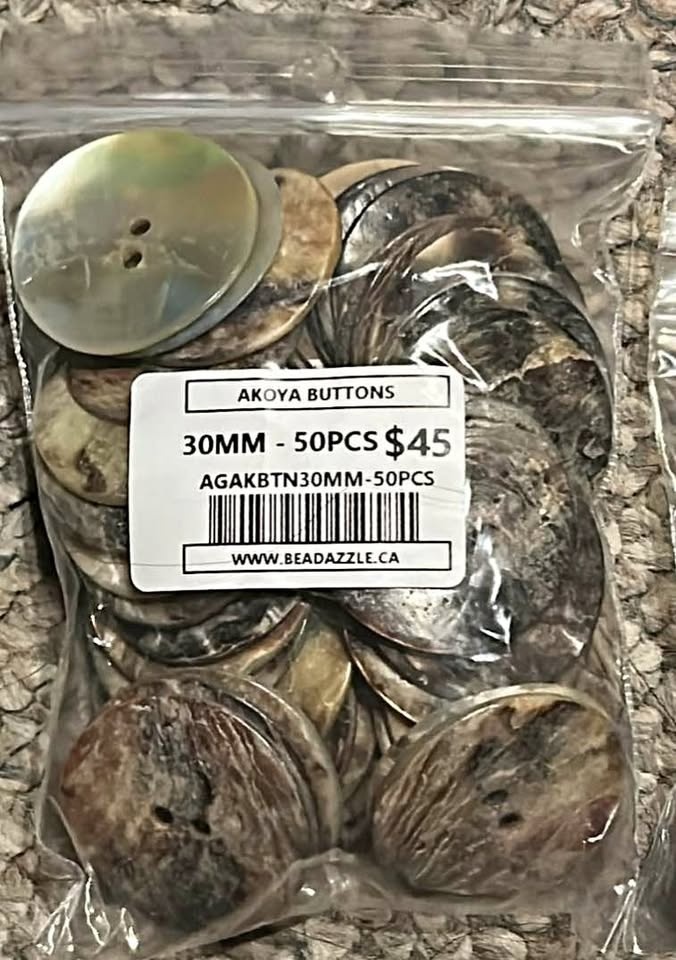 AKOYA BUTTONS
30MM - 50PCS $45
AGAKBTN30MM-50PCS
WWW.BEADAZZLE.CA